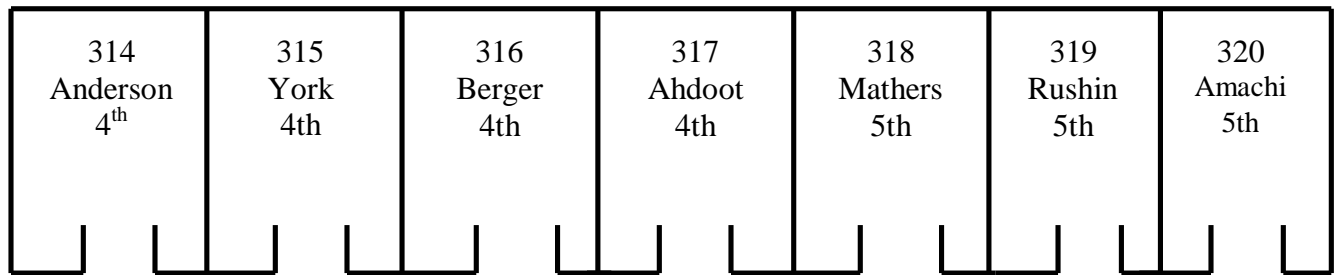 314
Anderson
4th
315
York
4th
316
Berger
4th
317
Ahdoot
4th
318
Mathers
5th
319
Rushin
5th
320
Amachi
5th